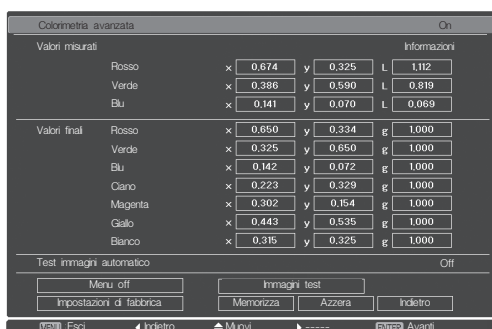 Colorimetria avanzata On
Valori misurati Informazioni
Rosso x 0,674 y 0,325 L 1,112
Verde x 0,386 y 0,590 L 0,819
Blu x 0,141 y 0,070 L 0,069
Valori finali Rosso x 0,650 y 0,334 g 1,000
Verde x 0,325 y 0,650 g 1,000
Blu x 0,142 y 0,072 g 1,000
Ciano x 0,223 y 0,329 g 1,000
Magenta x 0,302 y 0,154 g 1,000
Giallo x 0,443 y 0,535 g 1,000
Bianco x 0,315 y 0,325 g 1,000
Test immagini automatico Off
Menu off Immagini test
Impostazioni di fabbrica Memorizza Azzera Indietro
MENU Esci Indietro Muovi ----- ENTER Avanti